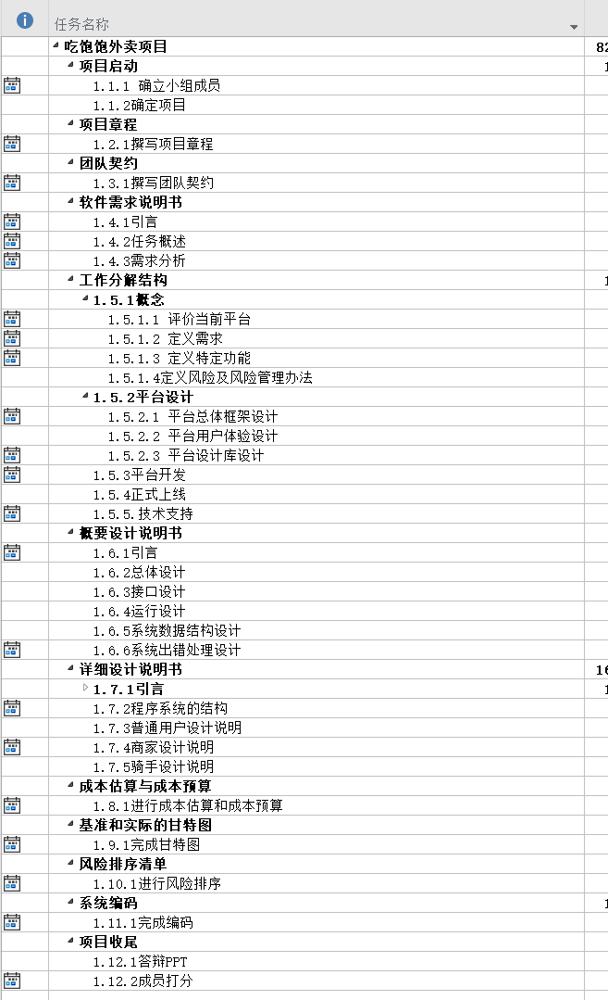 任务名称
吃饱饱外卖项目 82
项目启动 1
1.1.1 确立小组成员
1.1.2确定项目
项目章程
1.2.1撰写项目章程
团队契约
1.3.1撰写团队契约
软件需求说明书
1.4.1引言
1.4.2任务概述
1.4.3需求分析
工作分解结构 1
1.5.1概念
1.5.1.1 评价当前平台
1.5.1.2 定义需求
1.5.1.3 定义特定功能
1.5.1.4定义风险及风险管理办法
1.5.2平台设计
1.5.2.1 平台总体框架设计
1.5.2.2 平台用户体验设计
1.5.2.3 平台设计库设计
1.5.3平台开发
1.5.4正式上线
1.5.5.技术支持
概要设计说明书
1.6.1引言
1.6.2总体设计
1.6.3接口设计
1.6.4运行设计
1.6.5系统数据结构设计
1.6.6系统出错处理设计
详细设计说明书 16
1.7.1引言 1
1.7.2程序系统的结构
1.7.3普通用户设计说明
1.7.4商家设计说明
1.7.5骑手设计说明
成本估算与成本预算
1.8.1进行成本估算和成本预算
基准和实际的甘特图
1.9.1完成甘特图
风险排序清单
1.10.1进行风险排序
系统编码 1
1.11.1完成编码
项目收尾
1.12.1答辩PPT
1.12.2成员打分